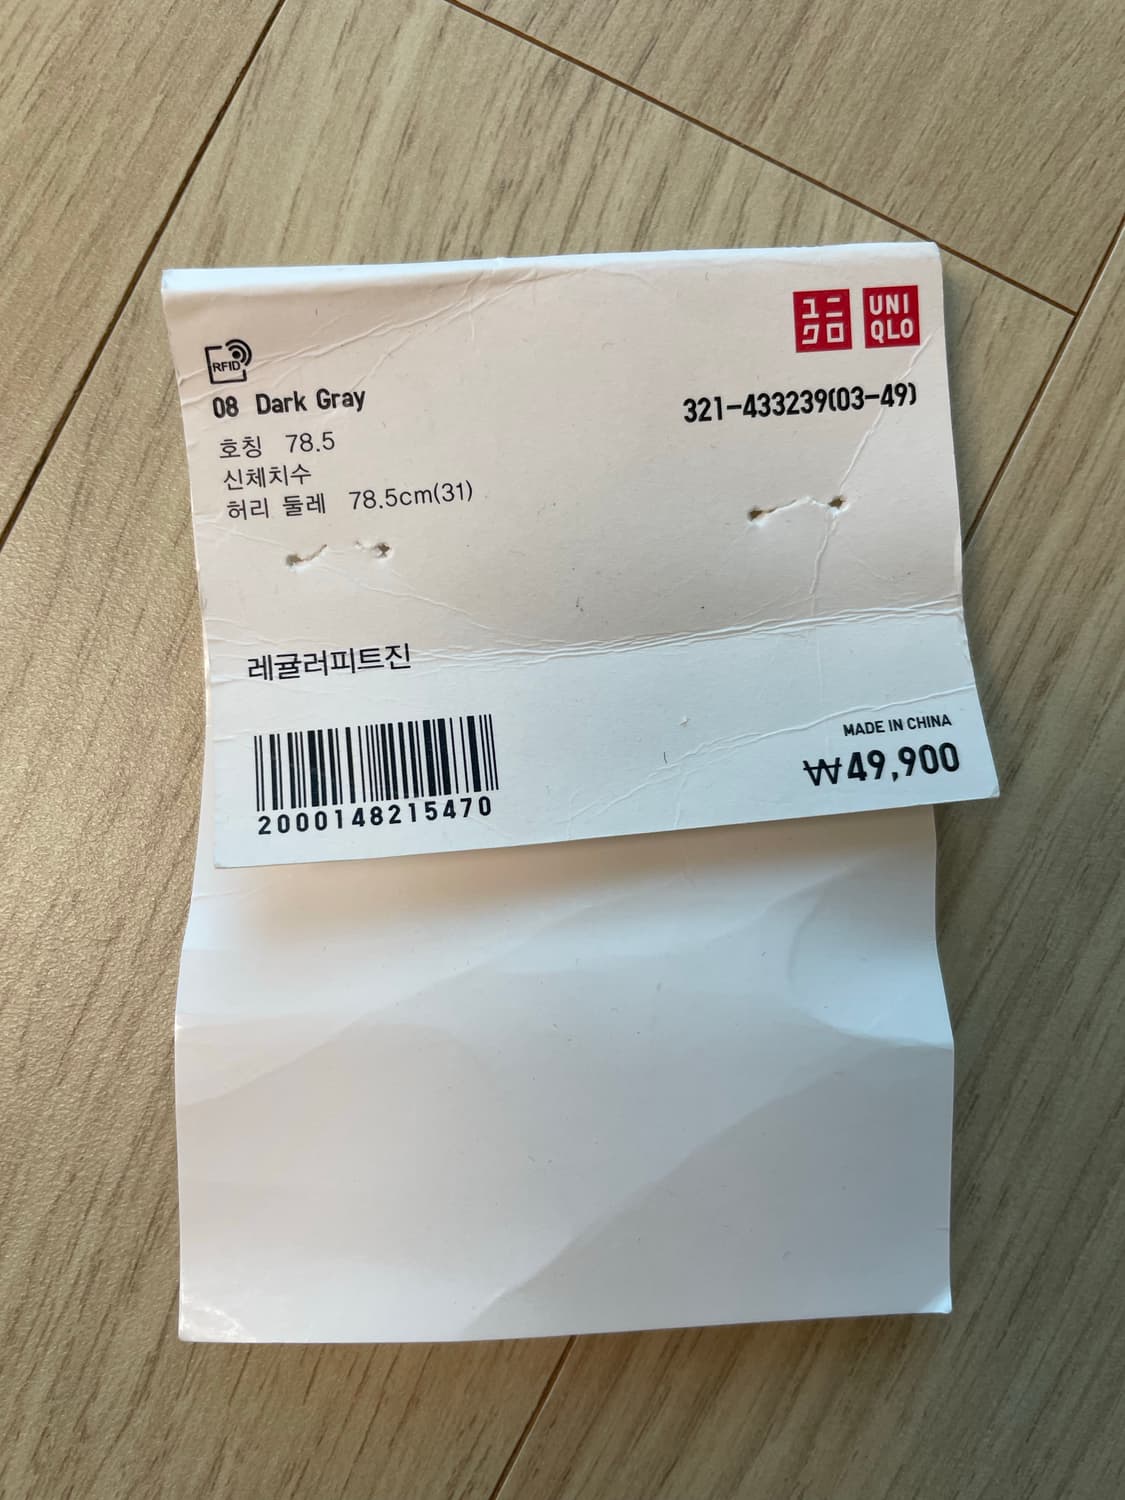 ユニ
クロ
UNI
QLO
RFID
08 Dark Gray
321-433239(03-49)
호칭 78.5
신체치수
허리 둘레 78.5cm(31)
레귤러피트진
MADE IN CHINA
₩49,900
2000148215470